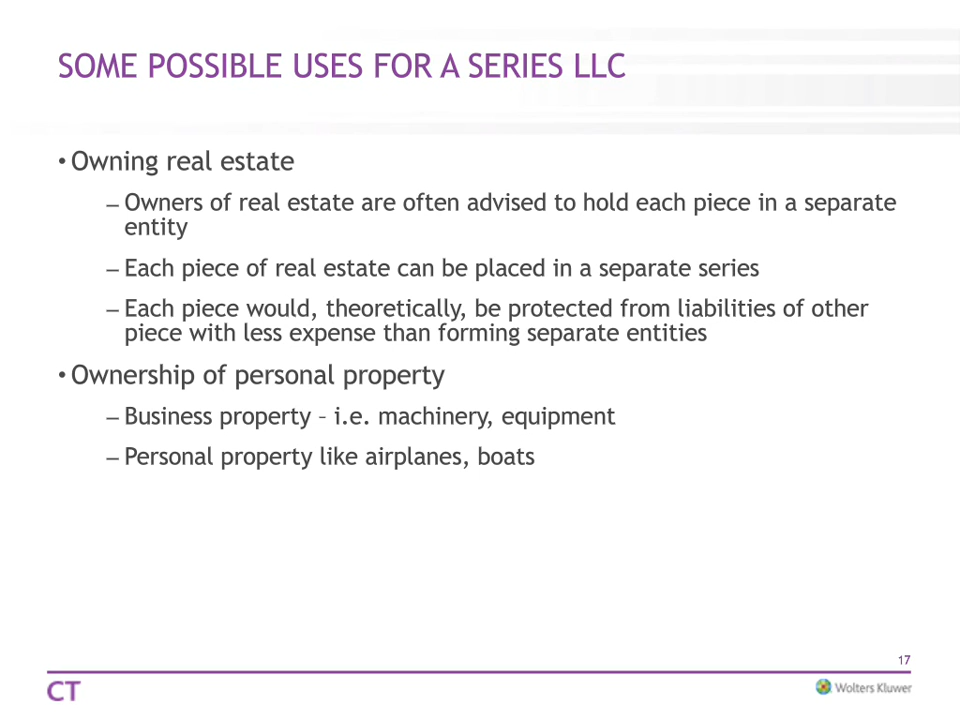 SOME POSSIBLE USES FOR A SERIES LLC
• Owning real estate
– Owners of real estate are often advised to hold each piece in a separate
entity
– Each piece of real estate can be placed in a separate series
– Each piece would, theoretically, be protected from liabilities of other
piece with less expense than forming separate entities
• Ownership of personal property
– Business property – i.e. machinery, equipment
– Personal property like airplanes, boats
17
CT
Wolters Kluwer